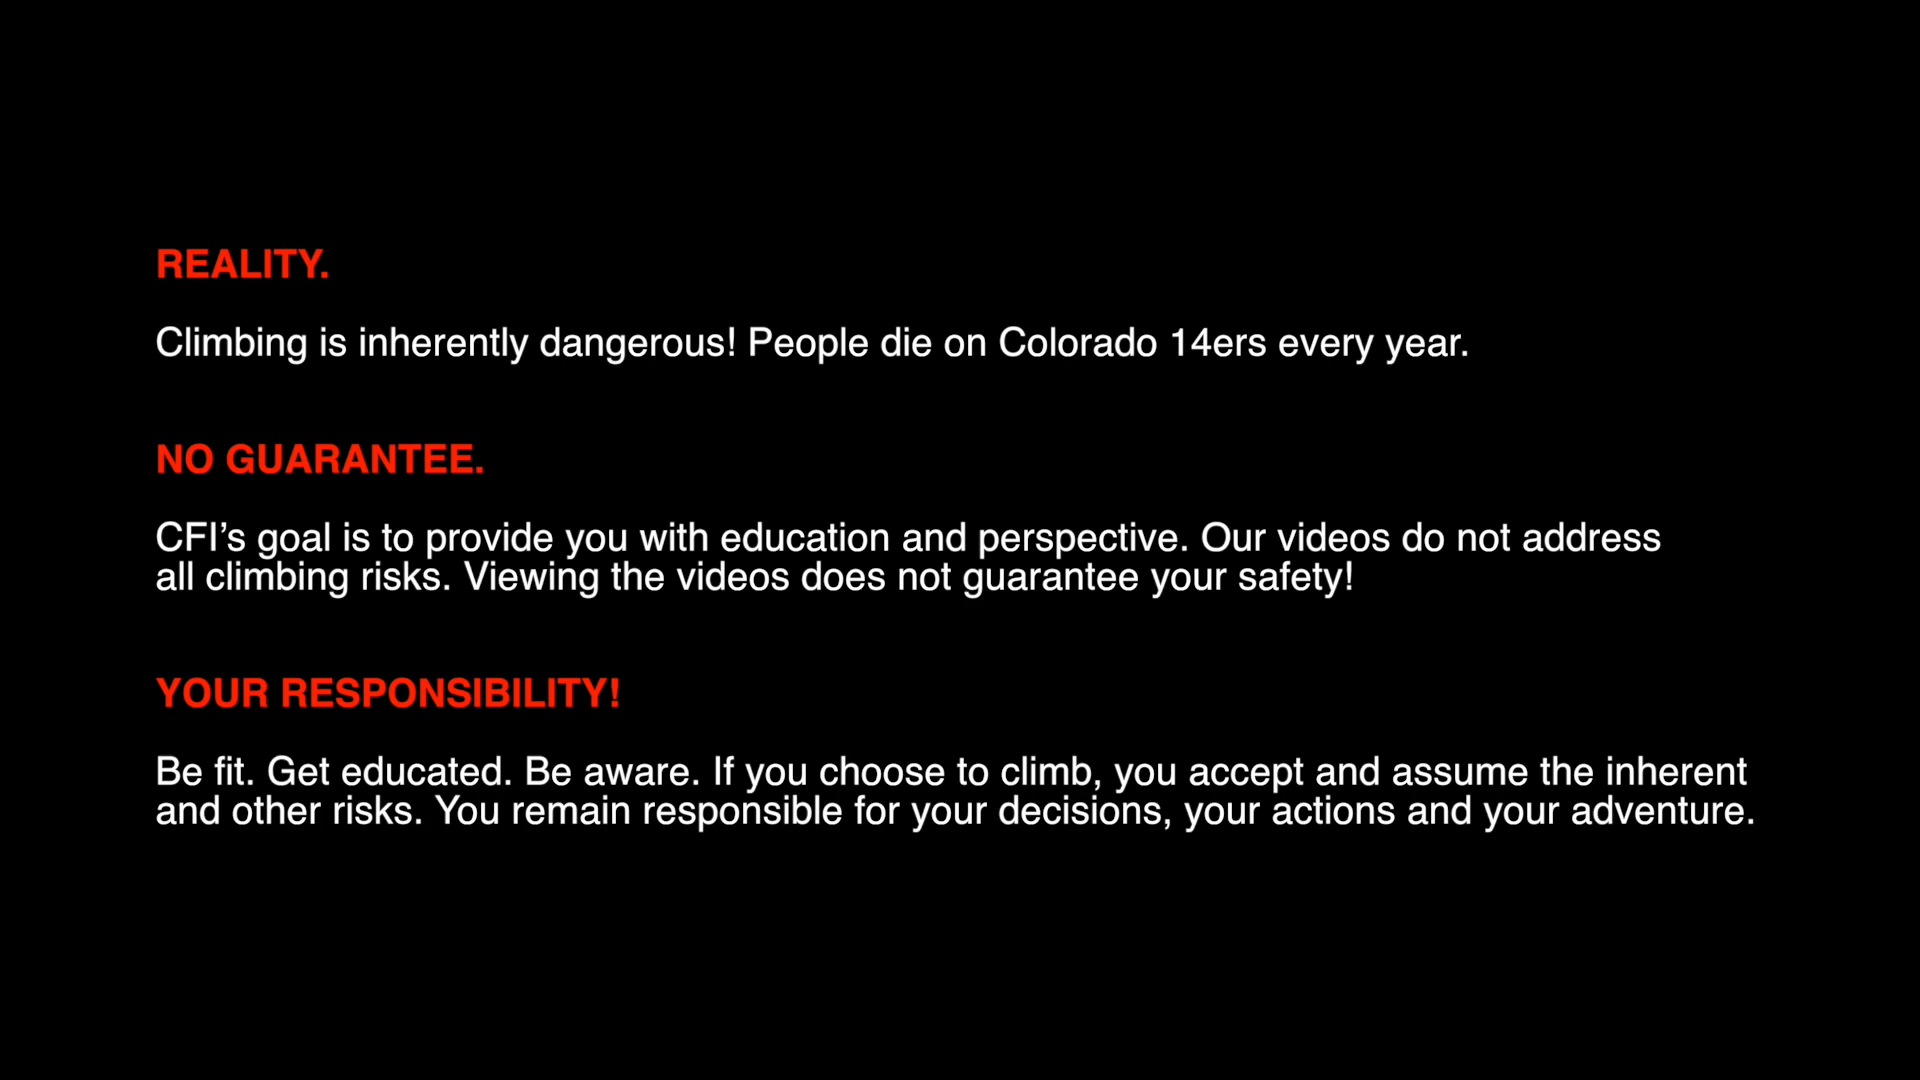 REALITY.
Climbing is inherently dangerous! People die on Colorado 14ers every year.
NO GUARANTEE.
CFI’s goal is to provide you with education and perspective. Our videos do not address
all climbing risks. Viewing the videos does not guarantee your safety!
YOUR RESPONSIBILITY!
Be fit. Get educated. Be aware. If you choose to climb, you accept and assume the inherent
and other risks. You remain responsible for your decisions, your actions and your adventure.